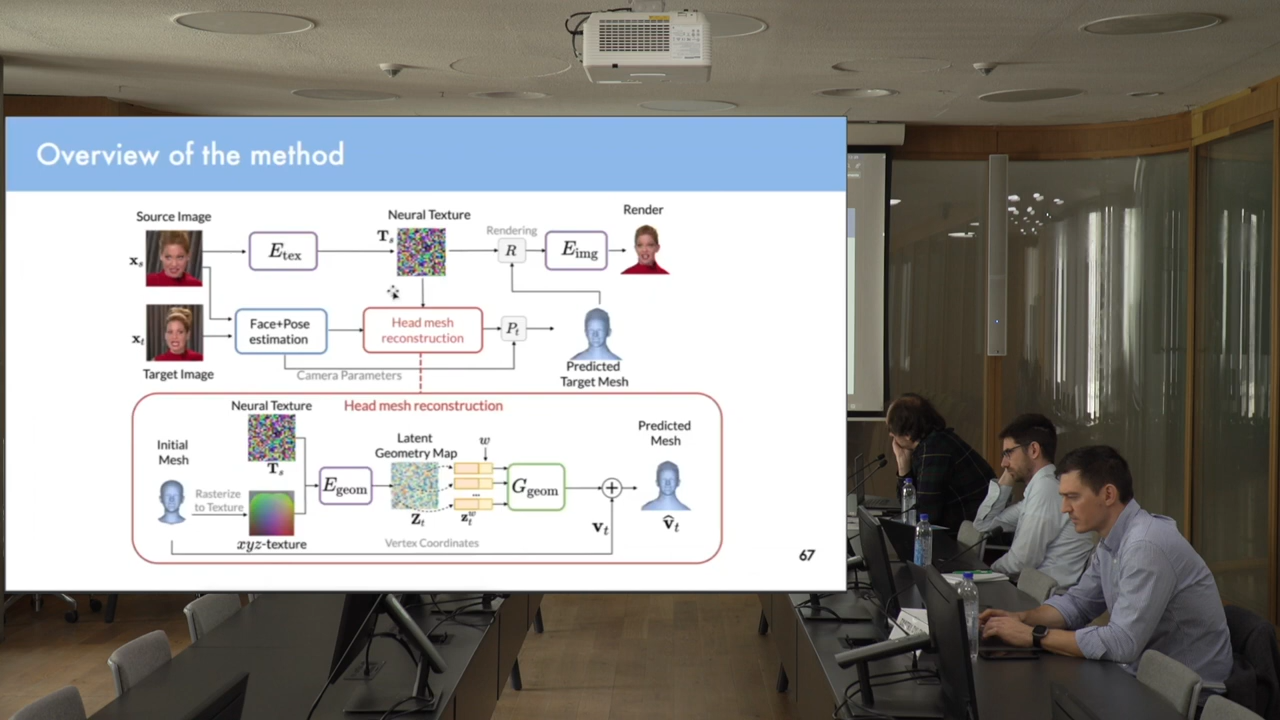 Overview of the method
Source Image
Neural Texture
Render
x_s
E_tex
T_s
Rendering
R
E_img
x_t
Face+Pose
estimation
Head mesh
reconstruction
P_t
Target Image
Camera Parameters
Predicted
Target Mesh
Head mesh reconstruction
Neural Texture
Initial
Mesh
T_s
Rasterize
to Texture
xyz-texture
E_geom
Latent
Geometry Map
Z_t
w
...
z_t^w
G_geom
+
v_t
Predicted
Mesh
v̂_t
Vertex Coordinates
67